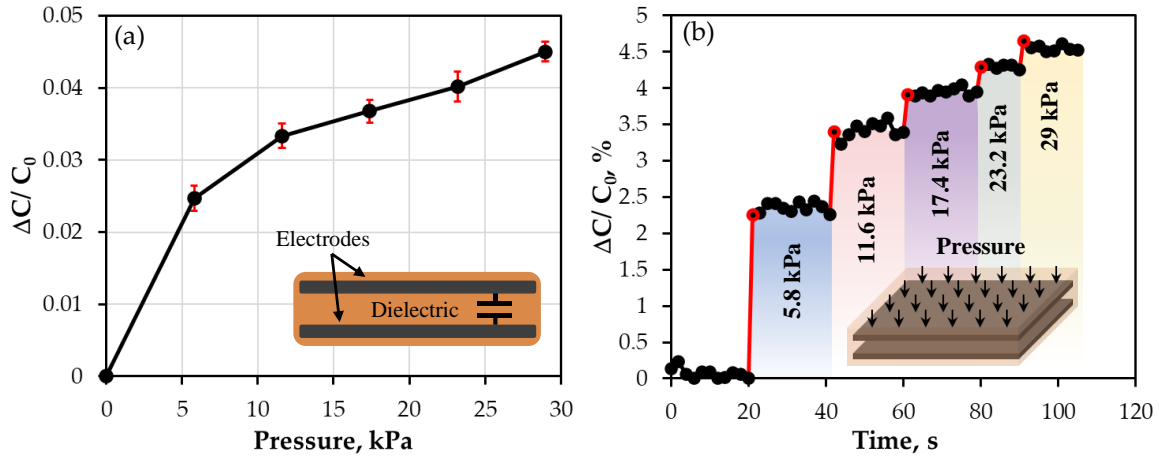 (a)
0.05
0.04
0.03
0.02
0.01
0
ΔC/ C0
0 5 10 15 20 25 30
Pressure, kPa
Electrodes
Dielectric
(b)
5
4.5
4
3.5
3
2.5
2
1.5
1
0.5
0
ΔC/ C0, %
0 20 40 60 80 100 120
Time, s
5.8 kPa
11.6 kPa
17.4 kPa
23.2 kPa
29 kPa
Pressure